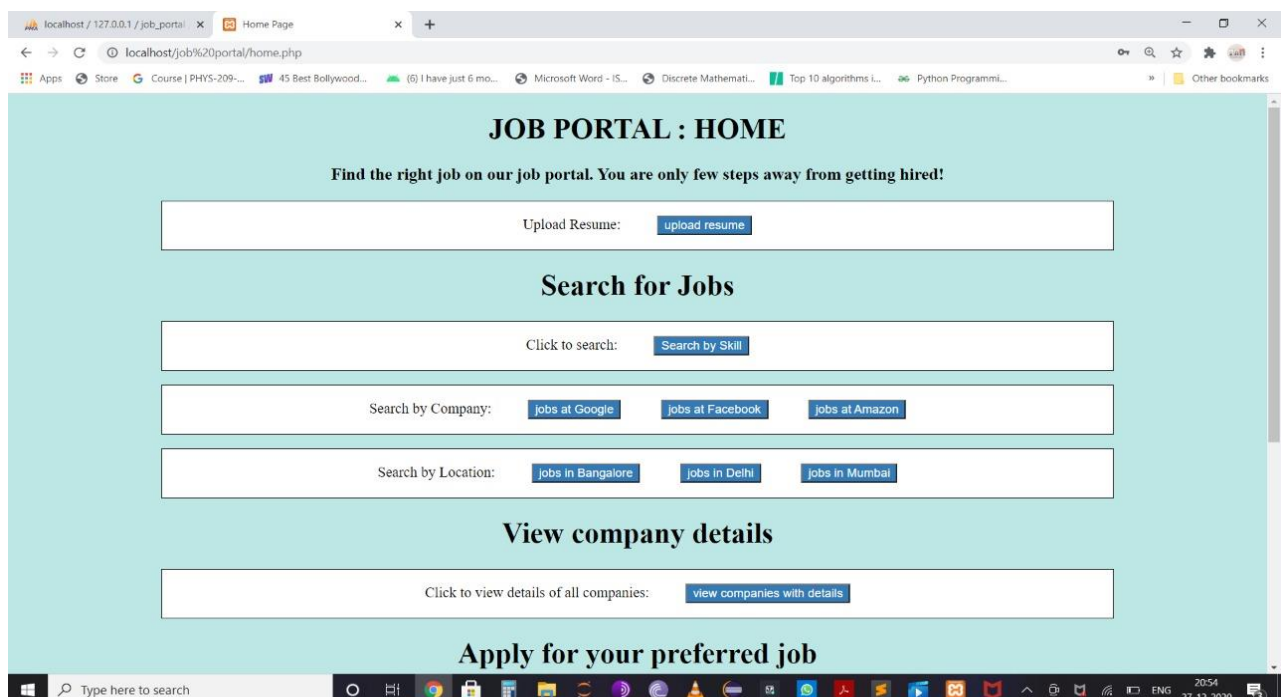 localhost / 127.0.0.1 / job_portal
Home Page
localhost/job%20portal/home.php
Apps Store Course | PHYS-209-... 45 Best Bollywood... (6) I have just 6 mo... Microsoft Word - IS... Discrete Mathemati... Top 10 algorithms i... Python Programmi... » Other bookmarks
JOB PORTAL : HOME
Find the right job on our job portal. You are only few steps away from getting hired!
Upload Resume: upload resume
Search for Jobs
Click to search: Search by Skill
Search by Company: jobs at Google jobs at Facebook jobs at Amazon
Search by Location: jobs in Bangalore jobs in Delhi jobs in Mumbai
View company details
Click to view details of all companies: view companies with details
Apply for your preferred job
Type here to search ENG 20:54
27-12-2020